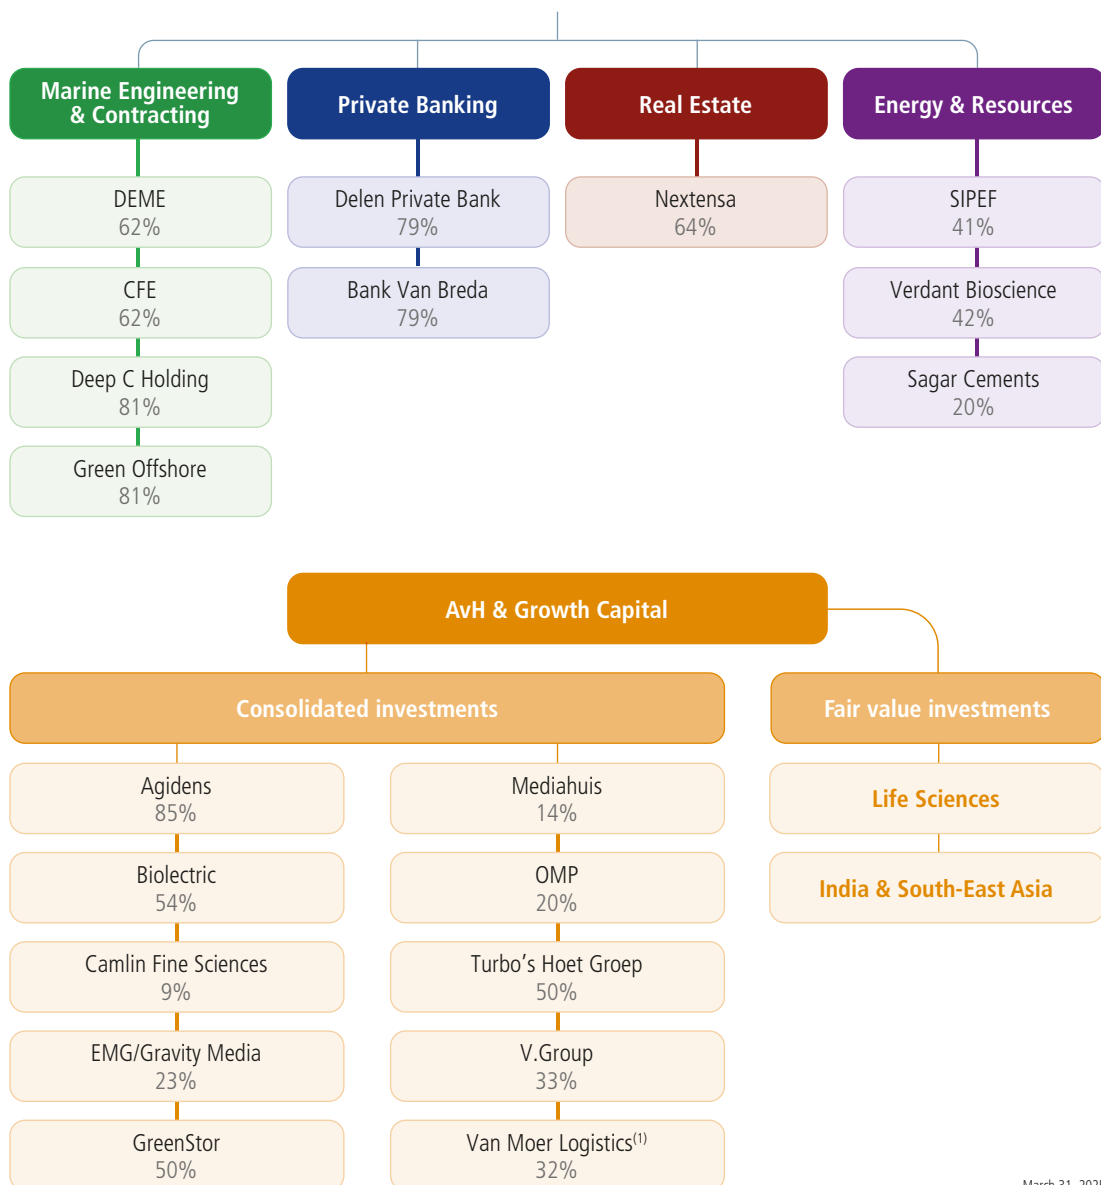 Marine Engineering
& Contracting
Private Banking
Real Estate
Energy & Resources
DEME
62%
Delen Private Bank
79%
Nextensa
64%
SIPEF
41%
CFE
62%
Bank Van Breda
79%
Verdant Bioscience
42%
Deep C Holding
81%
Sagar Cements
20%
Green Offshore
81%
AvH & Growth Capital
Consolidated investments
Fair value investments
Agidens
85%
Mediahuis
14%
Life Sciences
Biolectric
54%
OMP
20%
India & South-East Asia
Camlin Fine Sciences
9%
Turbo’s Hoet Groep
50%
EMG/Gravity Media
23%
V.Group
33%
GreenStor
50%
Van Moer Logistics(1)
32%
March 31,